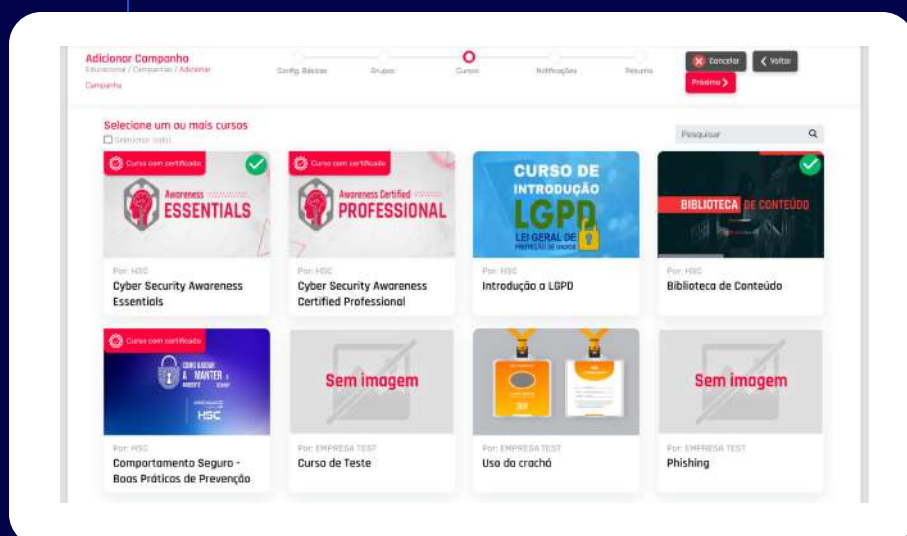 Adicionar Campanha
Educacional / Campanhas / Adicionar
Campanha
Config. Básicas
Grupos
Cursos
Notificações
Resumo
Cancelar
Voltar
Próximo
Selecione um ou mais cursos
Selecionar todos
Pesquisar
Curso com certificado
Awareness
ESSENTIALS
Por: HSC
Cyber Security Awareness
Essentials
Curso com certificado
Awareness Certified
PROFESSIONAL
Por: HSC
Cyber Security Awareness
Certified Professional
CURSO DE
INTRODUÇÃO
LGPD
LEI GERAL DE
PROTEÇÃO DE DADOS
Por: HSC
Introdução a LGPD
BIBLIOTECA DE CONTEÚDO
Por: HSC
Biblioteca de Conteúdo
Curso com certificado
COMO AJUDAR
A MANTER O
AMBIENTE
HSC
Por: HSC
Comportamento Seguro -
Boas Práticas de Prevenção
Sem imagem
Por: EMPRESA TEST
Curso de Teste
Por: EMPRESA TEST
Uso do crachá
Sem imagem
Por: EMPRESA TEST
Phishing